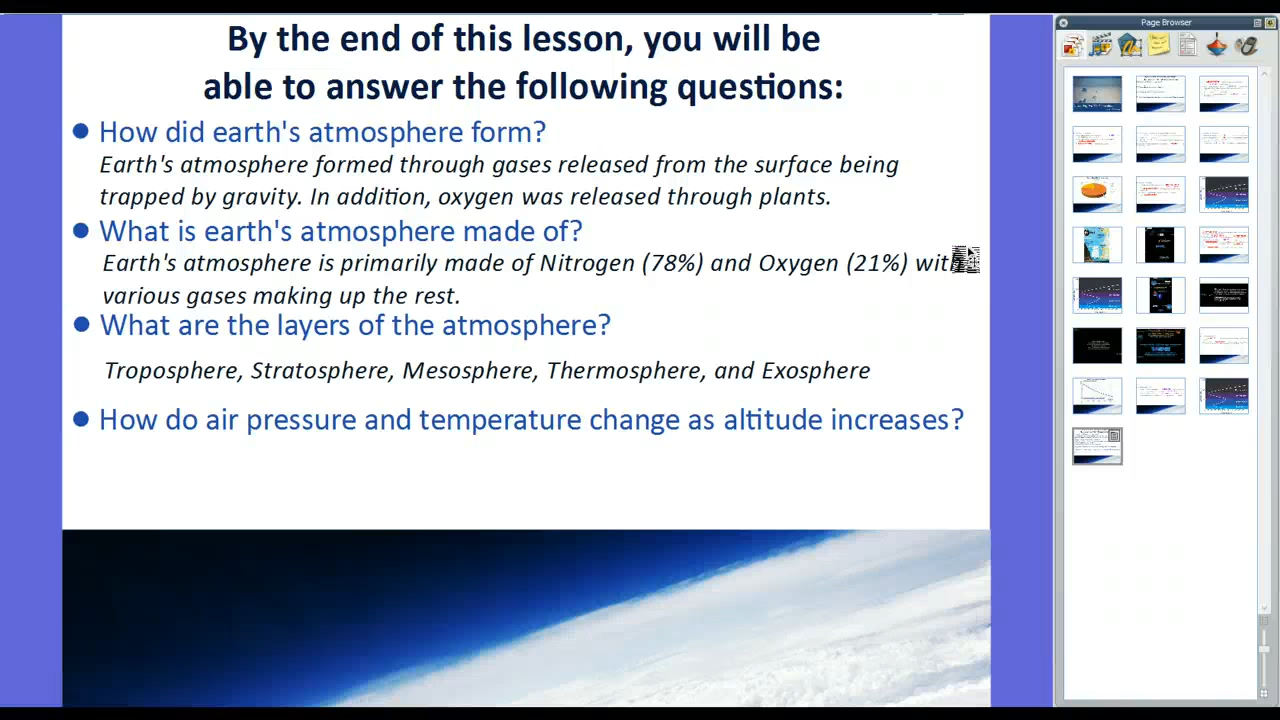 By the end of this lesson, you will be
able to answer the following questions:
How did earth's atmosphere form?
Earth's atmosphere formed through gases released from the surface being
trapped by gravity. In addition, oxygen was released through plants.
What is earth's atmosphere made of?
Earth's atmosphere is primarily made of Nitrogen (78%) and Oxygen (21%) with
various gases making up the rest.
What are the layers of the atmosphere?
Troposphere, Stratosphere, Mesosphere, Thermosphere, and Exosphere
How do air pressure and temperature change as altitude increases?
Page Browser